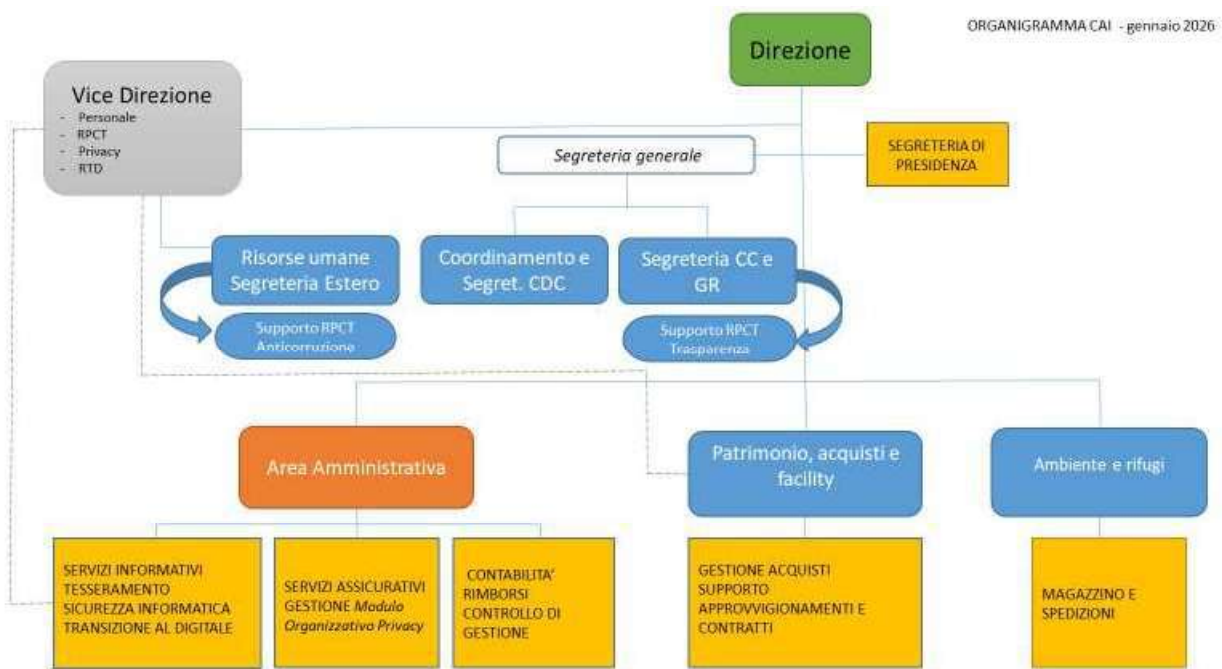 ORGANIGRAMMA CAI - gennaio 2026
Direzione
Vice Direzione
- Personale
- RPCT
- Privacy
- RTD
Segreteria generale
SEGRETERIA DI
PRESIDENZA
Risorse umane
Segreteria Estero
Coordinamento e
Segret. CDC
Segreteria CC e
GR
Supporto RPCT
Anticorruzione
Supporto RPCT
Trasparenza
Area Amministrativa
Patrimonio, acquisti e
facility
Ambiente e rifugi
SERVIZI INFORMATIVI
TESSERAMENTO
SICUREZZA INFORMATICA
TRANSIZIONE AL DIGITALE
SERVIZI ASSICURATIVI
GESTIONE Modulo
Organizzativo Privacy
CONTABILITA’
RIMBORSI
CONTROLLO DI
GESTIONE
GESTIONE ACQUISTI
SUPPORTO
APPROVVIGIONAMENTI E
CONTRATTI
MAGAZZINO E
SPEDIZIONI